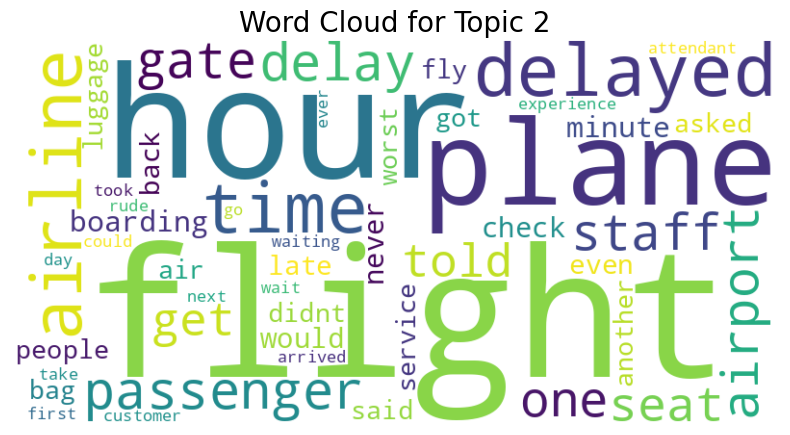 Word Cloud for Topic 2
airline
luggage
gate
delay
fly
delayed
attendant
hour
ever
worst
got
experience
minute
asked
plane
took
back
rude
boarding
time
go
could
waiting
never
check
staff
airport
day
air
late
told
even
flight
next
wait
get
didnt
would
service
another
people
arrived
take
bag
first
passenger
customer
said
one
seat